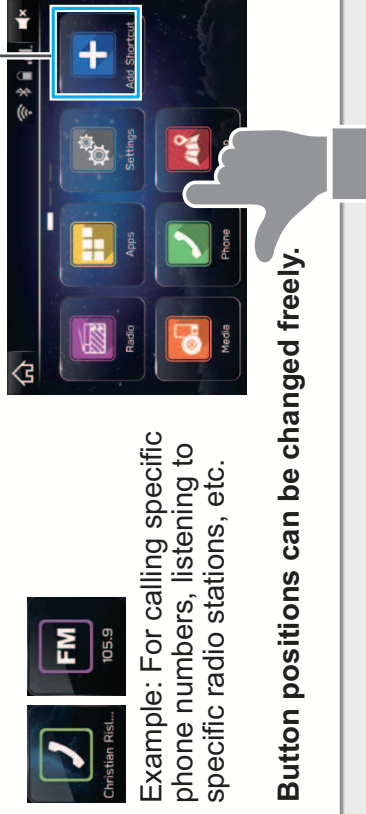 Christian Risl...
FM
105.9
Example: For calling specific
phone numbers, listening to
specific radio stations, etc.
Radio
Apps
Settings
Add Shortcut
Media
Phone
Button positions can be changed freely.